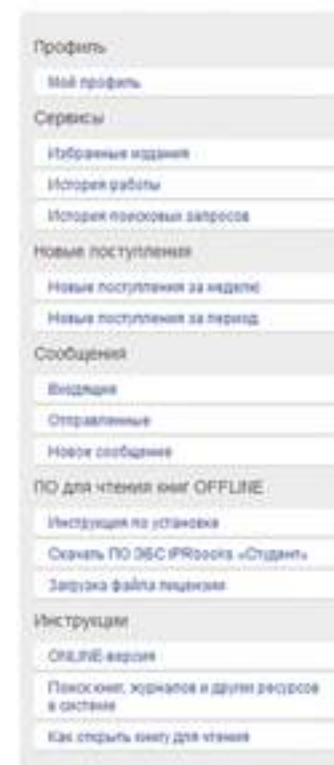 Профиль
Мой профиль
Сервисы
Избранные издания
История работы
История поисковых запросов
Новые поступления
Новые поступления за неделю
Новые поступления за период
Сообщения
Входящие
Отправленные
Новое сообщение
ПО для чтения книг OFFLINE
Инструкция по установке
Скачать ПО ЭБС IPRbooks «Студент»
Загрузка файла лицензии
Инструкции
ONLINE-версия
Поиск книг, журналов и других ресурсов
в системе
Как открыть книгу для чтения